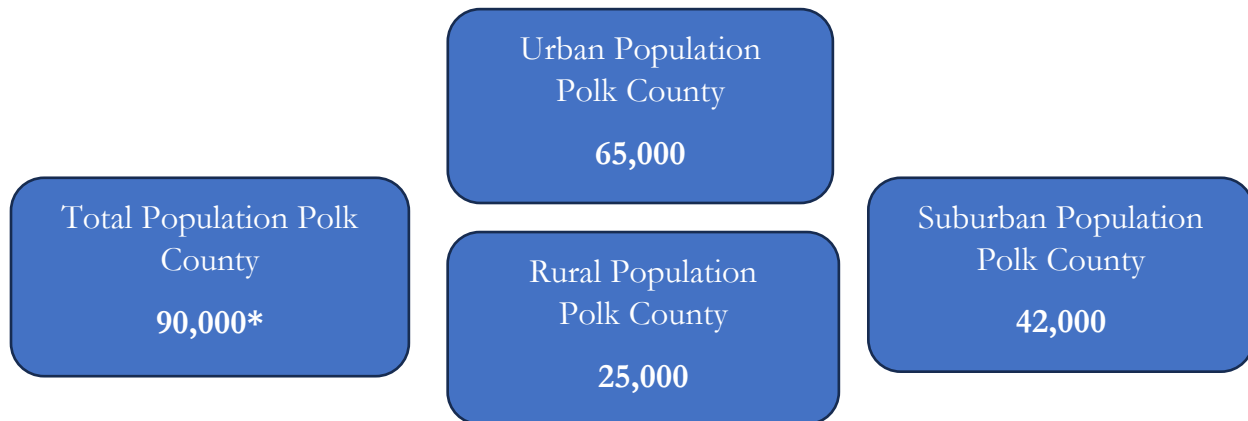 Urban Population
Polk County
65,000
Total Population Polk
County
90,000*
Rural Population
Polk County
25,000
Suburban Population
Polk County
42,000